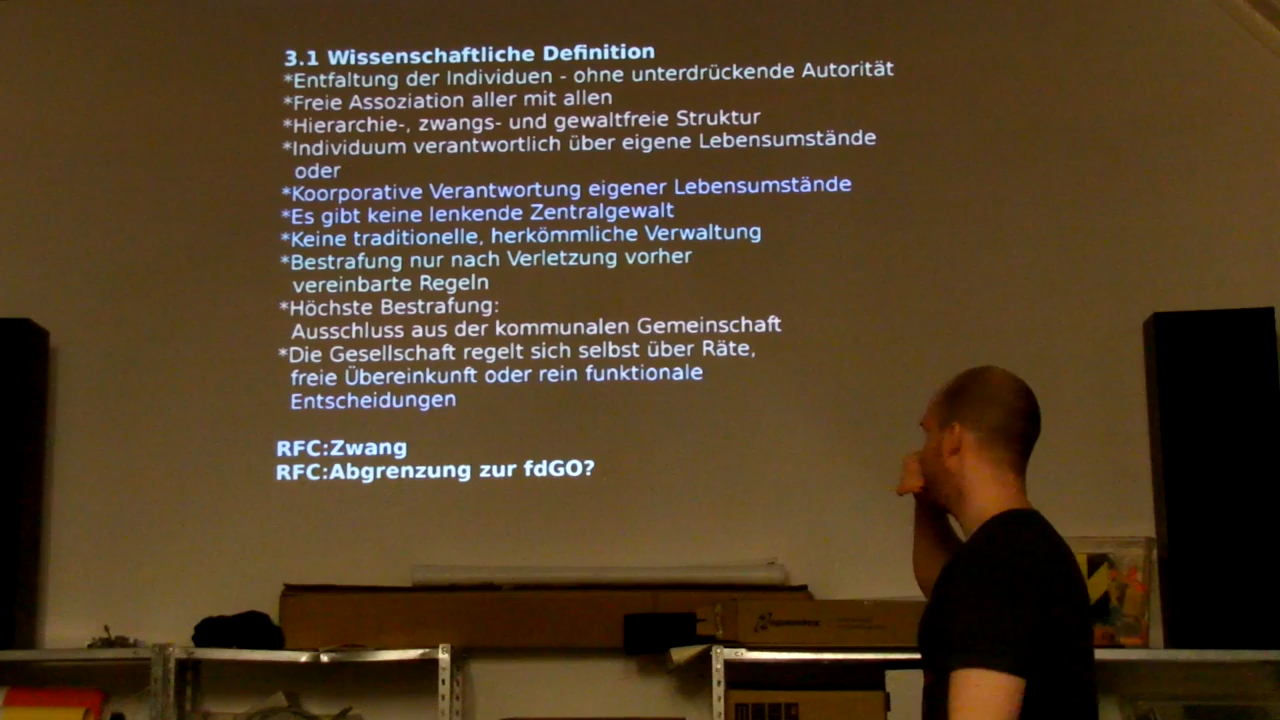 3.1 Wissenschaftliche Definition
*Entfaltung der Individuen - ohne unterdrückende Autorität
*Freie Assoziation aller mit allen
*Hierarchie-, zwangs- und gewaltfreie Struktur
*Individuum verantwortlich über eigene Lebensumstände
oder
*Koorporative Verantwortung eigener Lebensumstände
*Es gibt keine lenkende Zentralgewalt
*Keine traditionelle, herkömmliche Verwaltung
*Bestrafung nur nach Verletzung vorher
vereinbarte Regeln
*Höchste Bestrafung:
Ausschluss aus der kommunalen Gemeinschaft
*Die Gesellschaft regelt sich selbst über Räte,
freie Übereinkunft oder rein funktionale
Entscheidungen
RFC:Zwang
RFC:Abgrenzung zur fdGO?